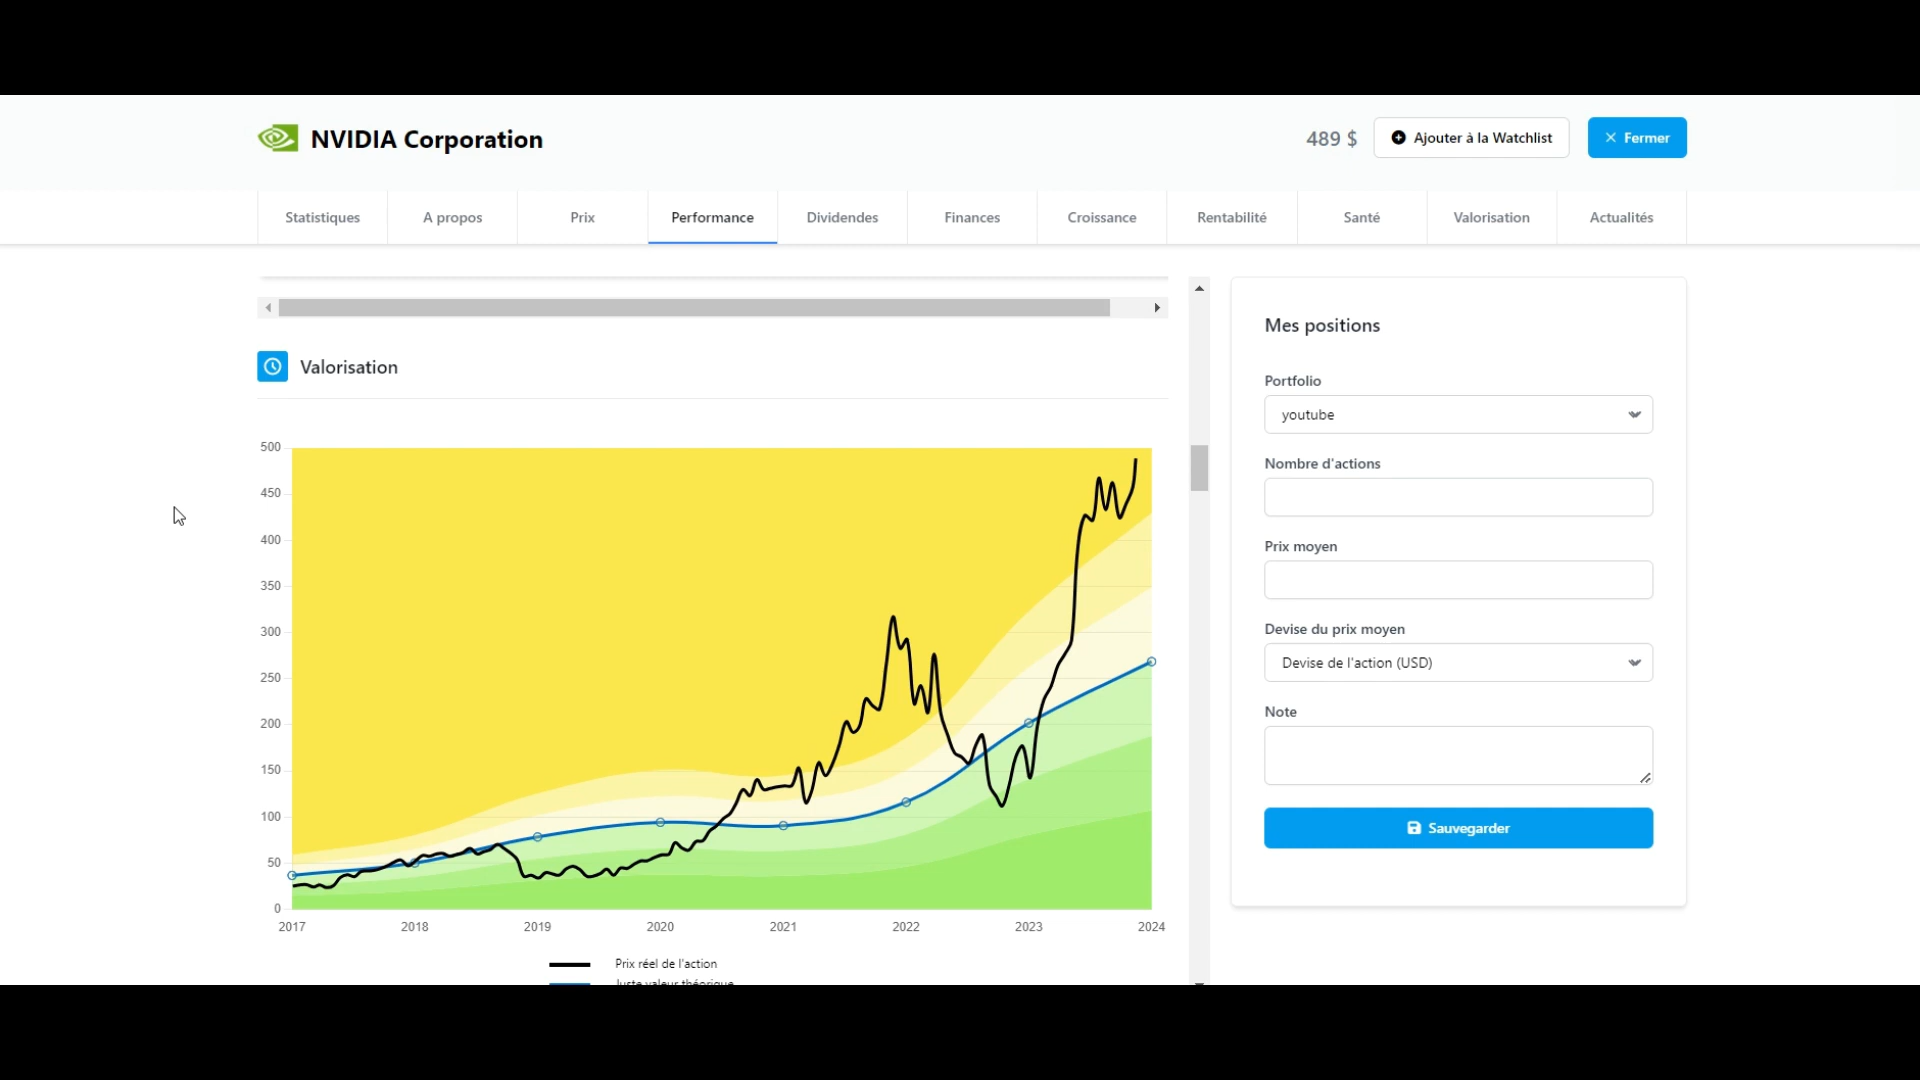 NVIDIA Corporation
489 $
Ajouter à la Watchlist
Fermer
Statistiques
A propos
Prix
Performance
Dividendes
Finances
Croissance
Rentabilité
Santé
Valorisation
Actualités
Valorisation
500
450
400
350
300
250
200
150
100
50
0
2017
2018
2019
2020
2021
2022
2023
2024
Prix réel de l'action
Juste valeur théorique
Mes positions
Portfolio
youtube
Nombre d'actions
Prix moyen
Devise du prix moyen
Devise de l'action (USD)
Note
Sauvegarder